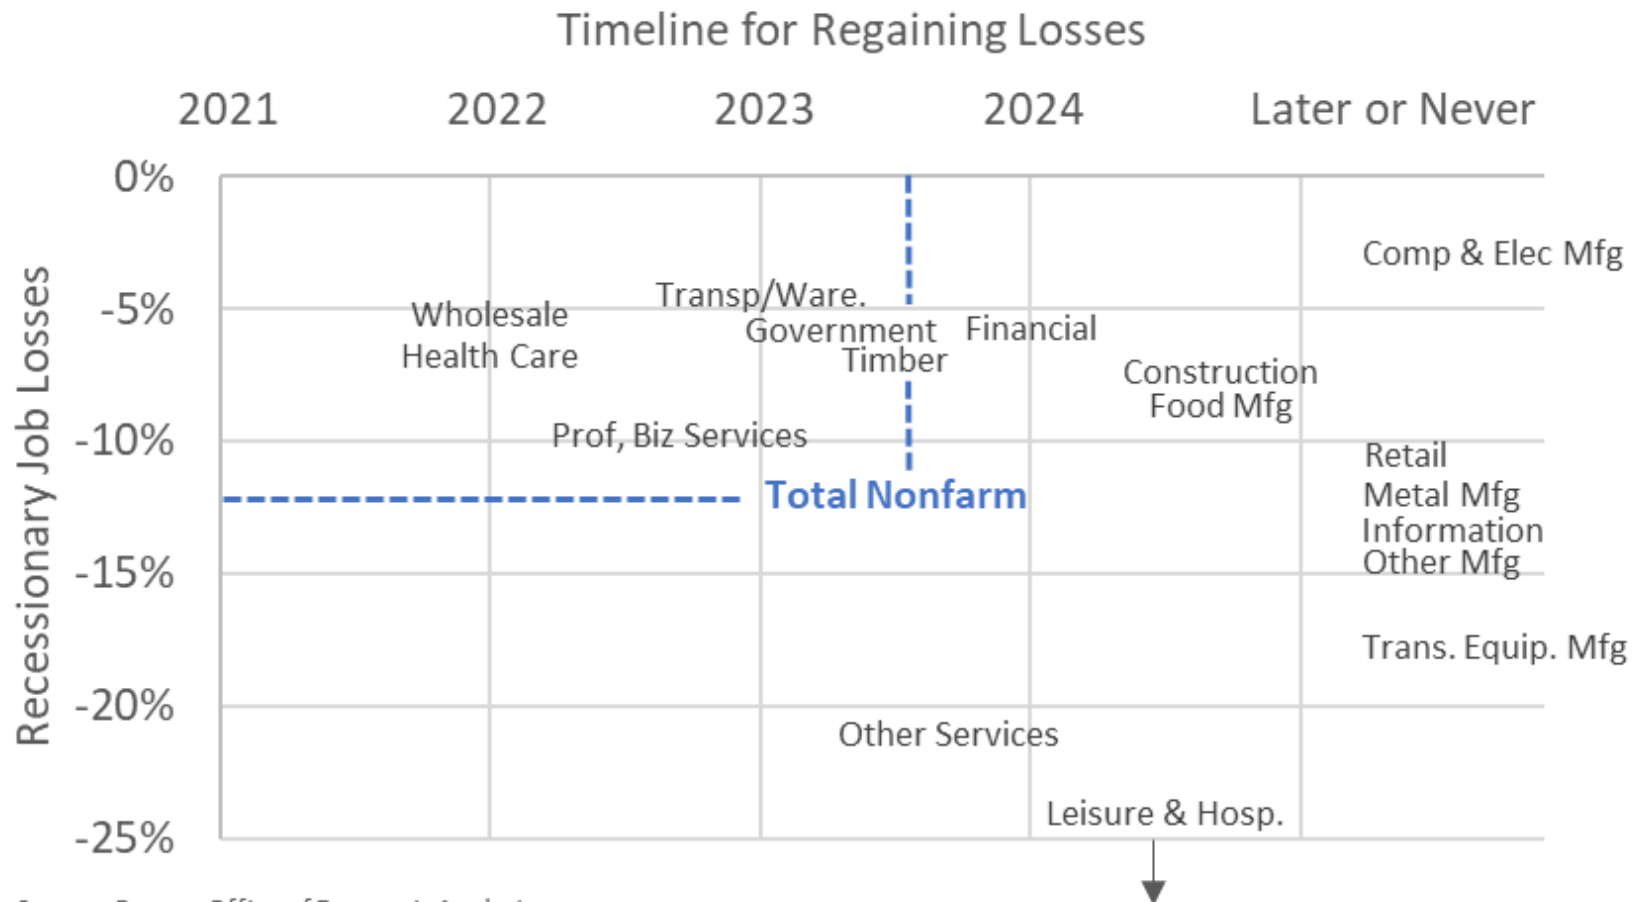 Timeline for Regaining Losses
2021 2022 2023 2024 Later or Never
Recessionary Job Losses
0%
Comp & Elec Mfg
Transp/Ware.
-5%
Wholesale
Government Financial
Health Care
Timber
Construction
Food Mfg
-10%
Prof, Biz Services
Retail
Total Nonfarm
Metal Mfg
Information
Other Mfg
-15%
Trans. Equip. Mfg
-20%
Other Services
Leisure & Hosp.
-25%